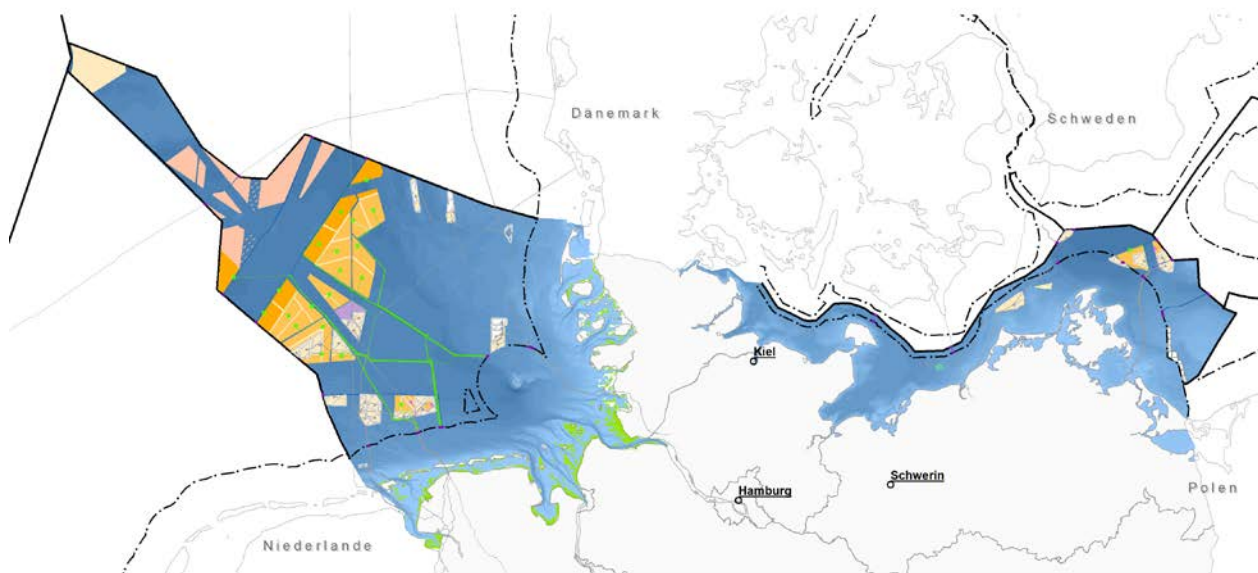 Dänemark
Schweden
Kiel
Schwerin
Hamburg
Polen
Niederlande